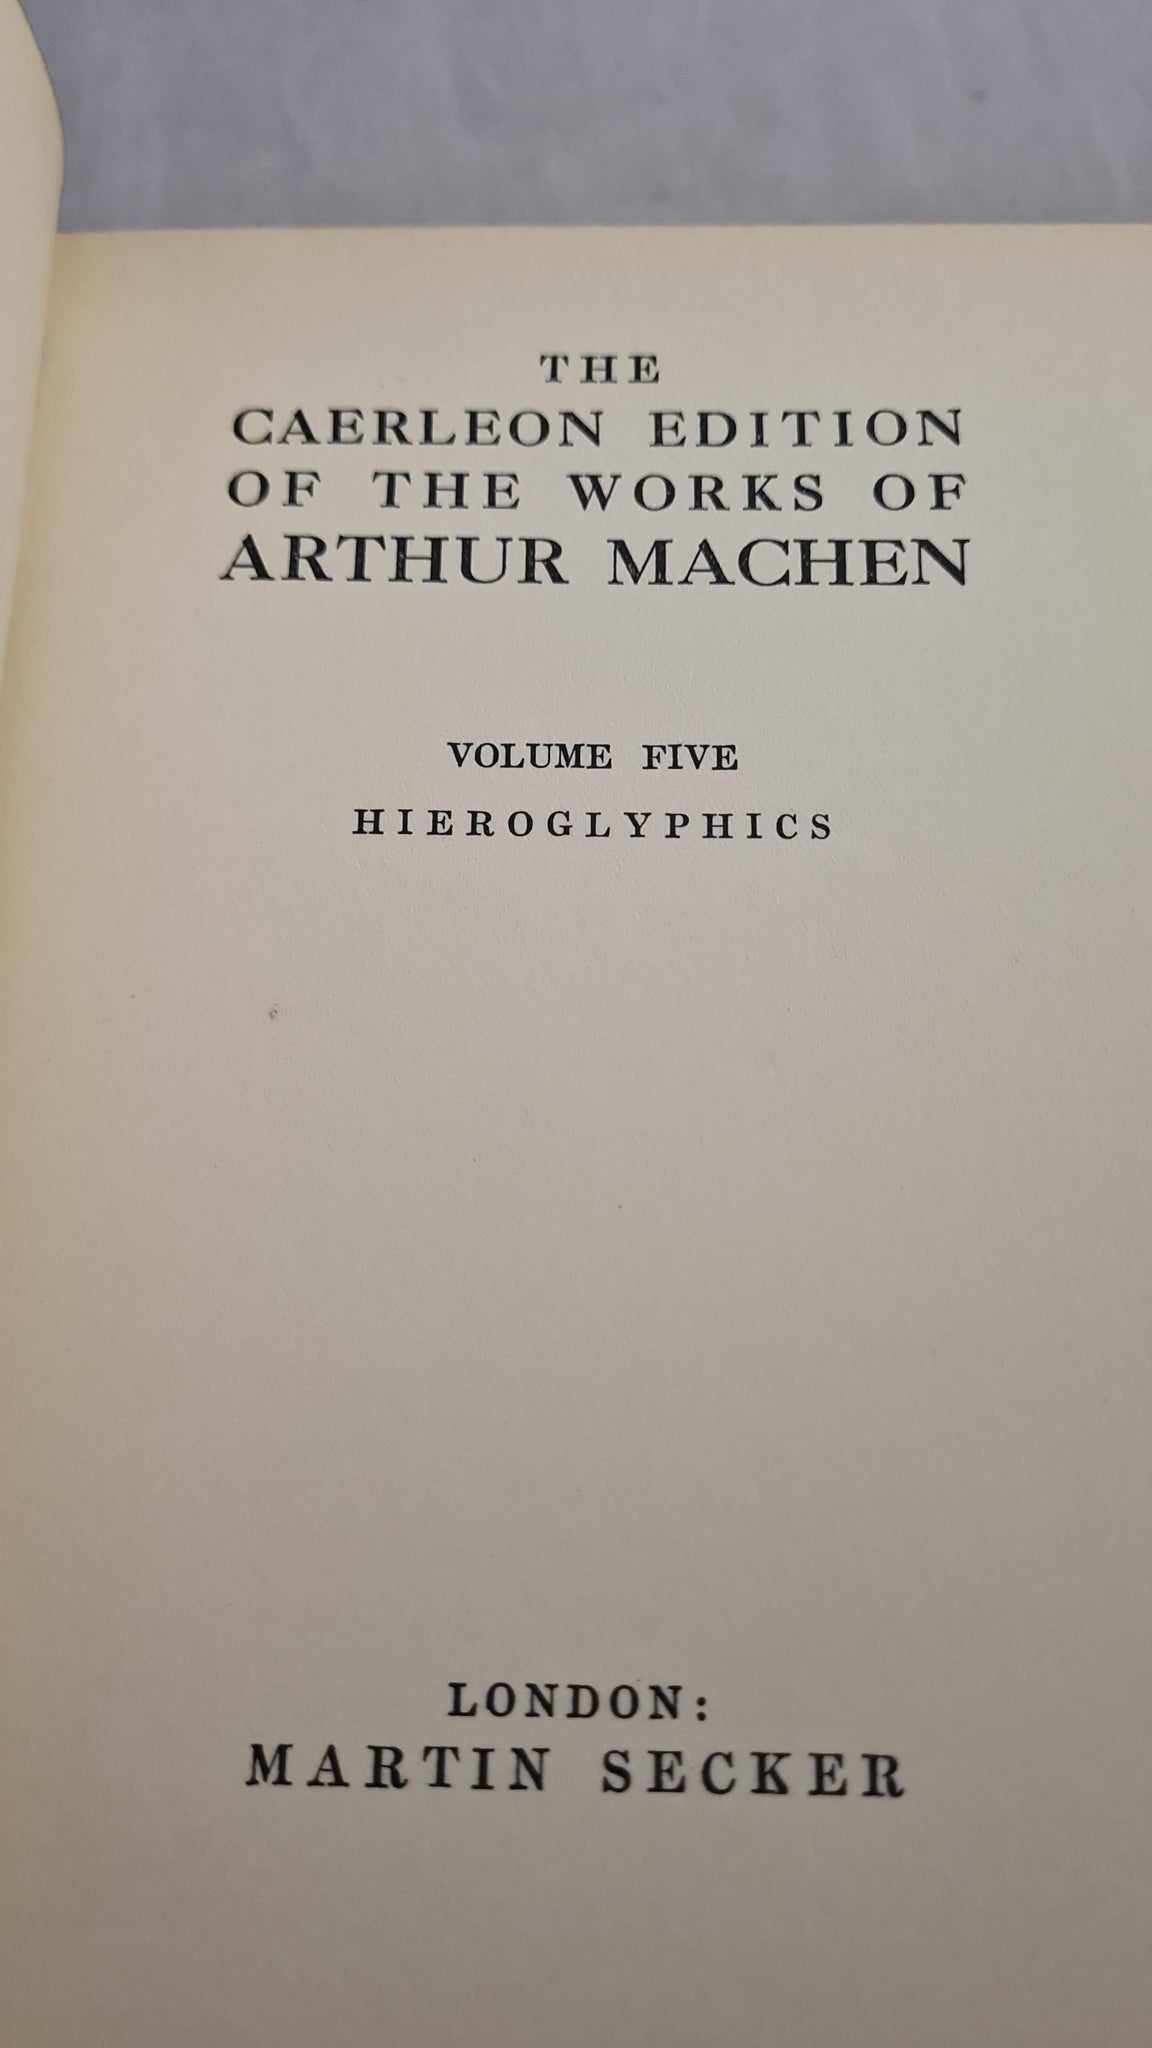 THE
CAERLEON EDITION
OF THE WORKS OF
ARTHUR MACHEN
VOLUME FIVE
HIEROGLYPHICS
LONDON:
MARTIN SECKER